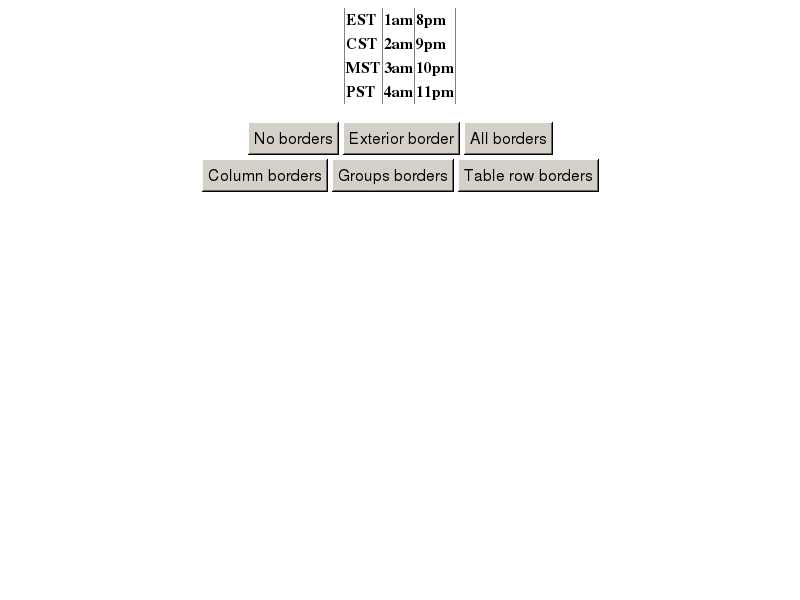 EST 1am 8pm
CST 2am 9pm
MST 3am 10pm
PST 4am 11pm
No borders Exterior border All borders
Column borders Groups borders Table row borders